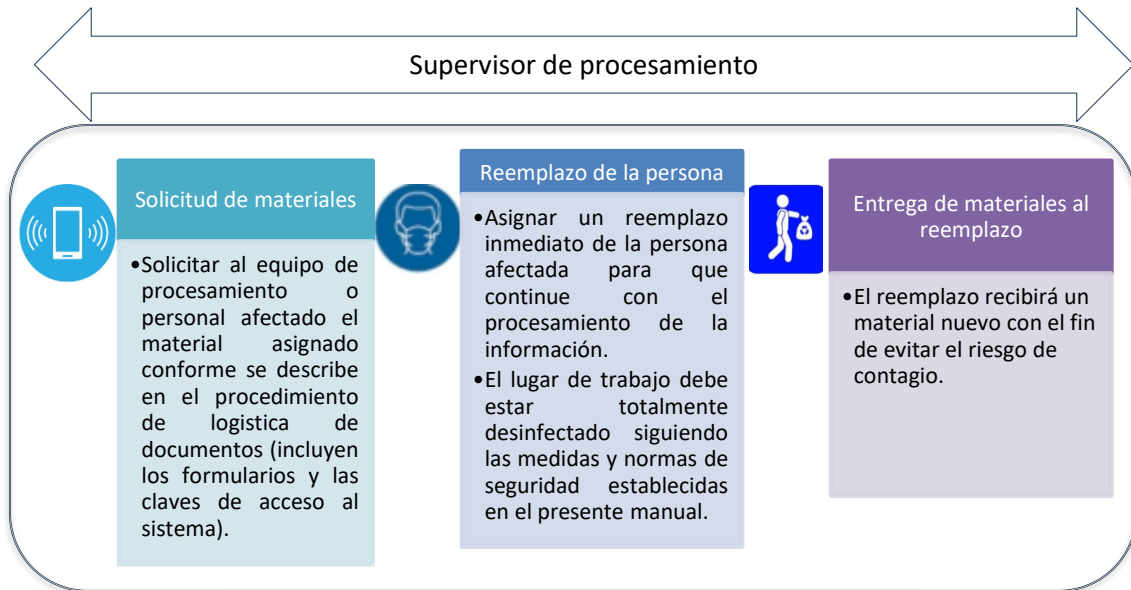 Supervisor de procesamiento
Solicitud de materiales
•Solicitar al equipo de
procesamiento o
personal afectado el
material asignado
conforme se describe
en el procedimiento
de logistica de
documentos (incluyen
los formularios y las
claves de acceso al
sistema).
Reemplazo de la persona
•Asignar un reemplazo
inmediato de la persona
afectada para que
continue con el
procesamiento de la
información.
•El lugar de trabajo debe
estar totalmente
desinfectado siguiendo
las medidas y normas de
seguridad establecidas
en el presente manual.
Entrega de materiales al
reemplazo
•El reemplazo recibirá un
material nuevo con el fin
de evitar el riesgo de
contagio.